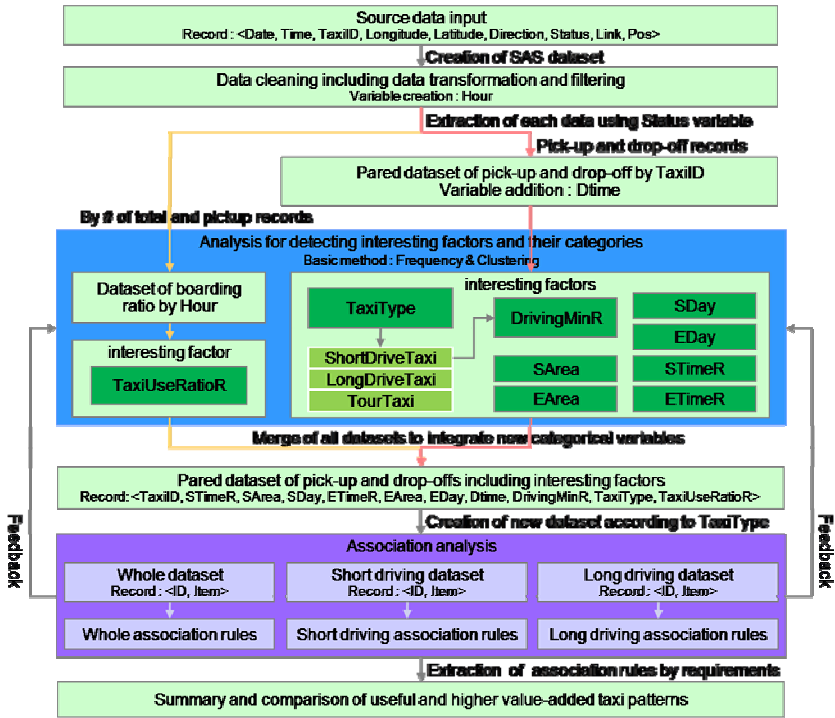 Source data input
Record : <Date, Time, TaxiID, Longitude, Latitude, Direction, Status, Link, Pos>
Creation of SAS dataset
Data cleaning including data transformation and filtering
Variable creation : Hour
Extraction of each data using Status variable
Pick-up and drop-off records
Pared dataset of pick-up and drop-off by TaxiID
Variable addition : Dtime
By # of total and pickup records
Analysis for detecting interesting factors and their categories
Basic method : Frequency & Clustering
Dataset of boarding
ratio by Hour
interesting factor
TaxiUseRatioR
interesting factors
TaxiType
ShortDriveTaxi
LongDriveTaxi
TourTaxi
DrivingMinR
SArea
EArea
SDay
EDay
STimeR
ETimeR
Merge of all datasets to integrate new categorical variables
Pared dataset of pick-up and drop-offs including interesting factors
Record: <TaxiID, STimeR, SArea, SDay, ETimeR, EArea, EDay, Dtime, DrivingMinR, TaxiType, TaxiUseRatioR>
Creation of new dataset according to TaxiType
Feedback
Feedback
Association analysis
Whole dataset
Record : <ID, Item>
Short driving dataset
Record : <ID, Item>
Long driving dataset
Record : <ID, Item>
Whole association rules
Short driving association rules
Long driving association rules
Extraction of association rules by requirements
Summary and comparison of useful and higher value-added taxi patterns